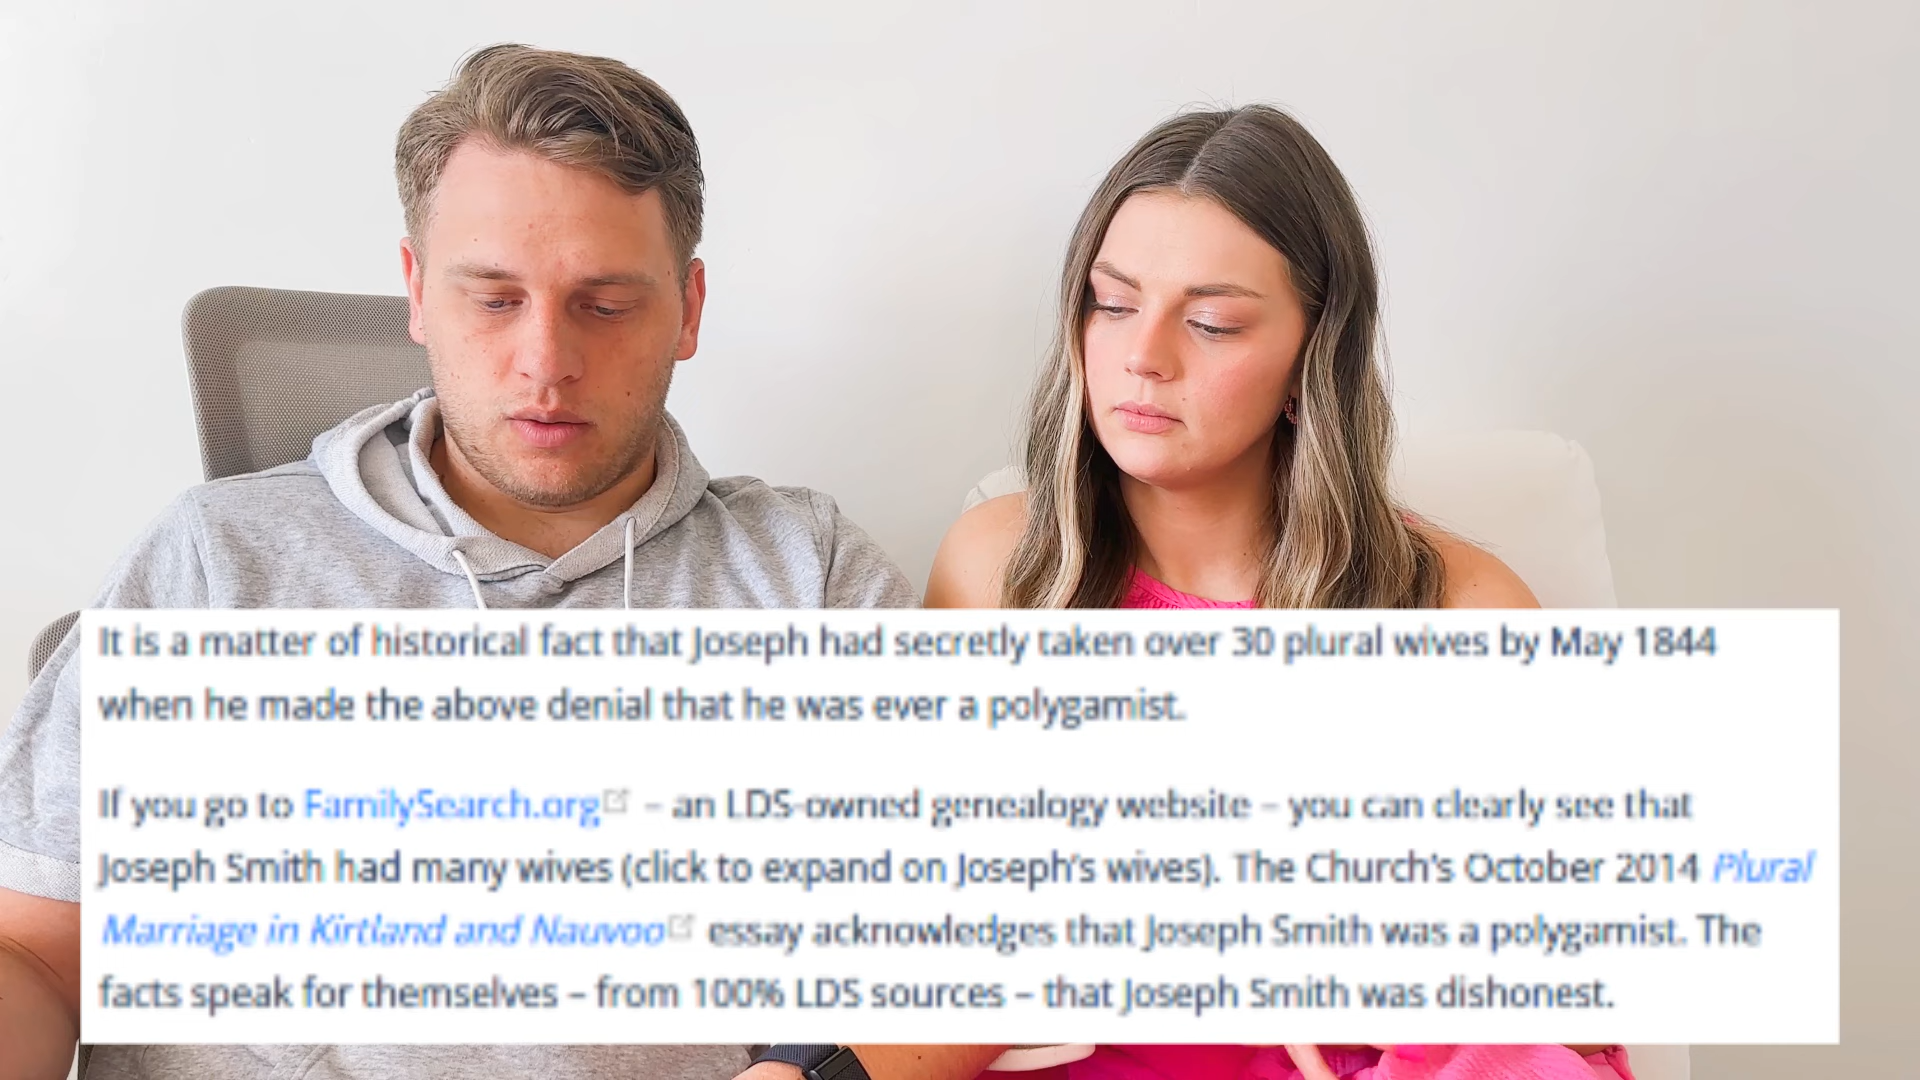 It is a matter of historical fact that Joseph had secretly taken over 30 plural wives by May 1844
when he made the above denial that he was ever a polygamist.
If you go to FamilySearch.org – an LDS-owned genealogy website – you can clearly see that
Joseph Smith had many wives (click to expand on Joseph's wives). The Church's October 2014 Plural
Marriage in Kirtland and Nauvoo essay acknowledges that Joseph Smith was a polygamist. The
facts speak for themselves – from 100% LDS sources – that Joseph Smith was dishonest.